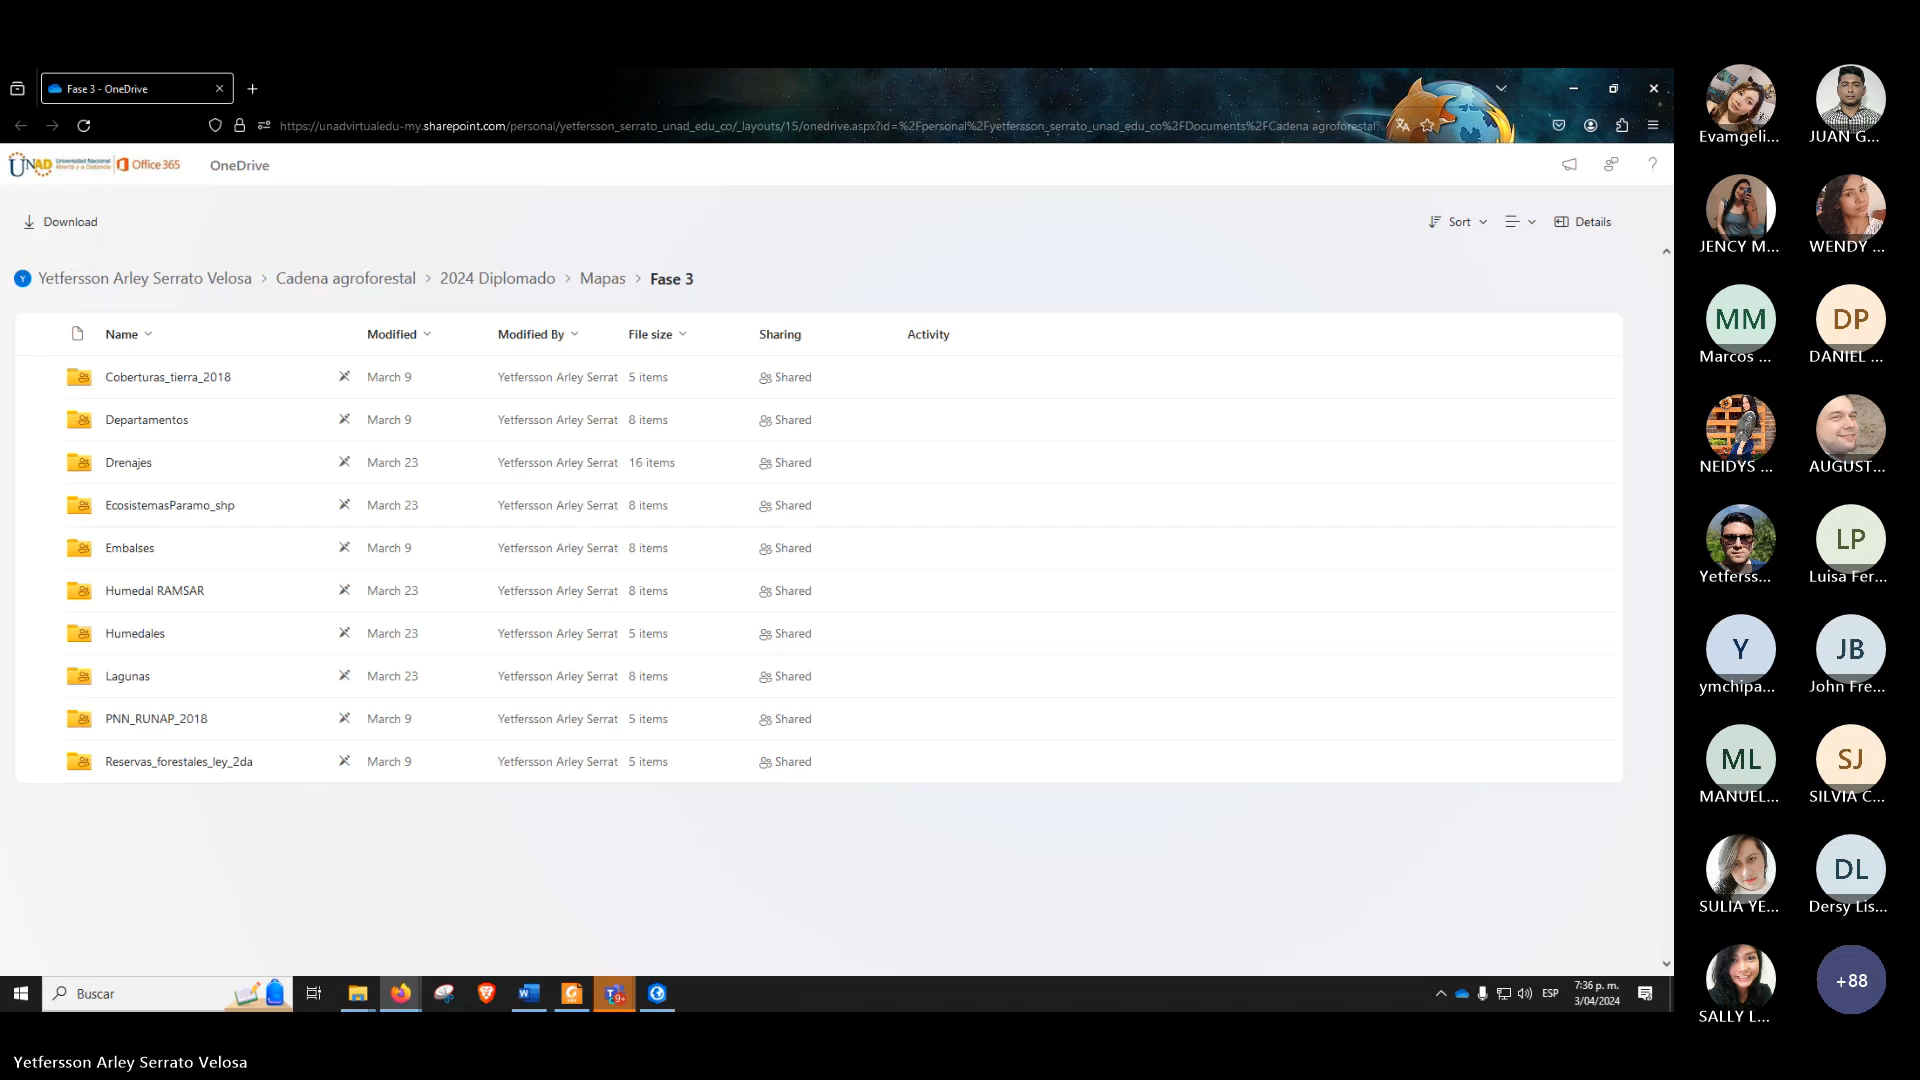 Fase 3 - OneDrive
https://unadvirtualedu-my.sharepoint.com/personal/yetfersson_serrato_unad_edu_co/_layouts/15/onedrive.aspx?id=%2Fpersonal%2Fyetfersson_serrato_unad_edu_co%2FDocuments%2FCadena agroforestal%
UNAD Universidad Nacional Abierta y a Distancia Office 365 OneDrive
Download Sort Details
Y Yetfersson Arley Serrato Velosa > Cadena agroforestal > 2024 Diplomado > Mapas > Fase 3
Name Modified Modified By File size Sharing Activity
Coberturas_tierra_2018 March 9 Yetfersson Arley Serrat 5 items Shared
Departamentos March 9 Yetfersson Arley Serrat 8 items Shared
Drenajes March 23 Yetfersson Arley Serrat 16 items Shared
EcosistemasParamo_shp March 23 Yetfersson Arley Serrat 8 items Shared
Embalses March 9 Yetfersson Arley Serrat 8 items Shared
Humedal RAMSAR March 23 Yetfersson Arley Serrat 8 items Shared
Humedales March 23 Yetfersson Arley Serrat 5 items Shared
Lagunas March 23 Yetfersson Arley Serrat 8 items Shared
PNN_RUNAP_2018 March 9 Yetfersson Arley Serrat 5 items Shared
Reservas_forestales_ley_2da March 9 Yetfersson Arley Serrat 5 items Shared
Buscar
9+
ESP
7:36 p. m.
3/04/2024
Yetfersson Arley Serrato Velosa
Evamgeli... JUAN G...
JENCY M... WENDY ...
MM DP
Marcos ... DANIEL ...
NEIDYS ... AUGUST...
LP
Yetferss... Luisa Fer...
Y JB
ymchipa... John Fre...
ML SJ
MANUEL... SILVIA C...
DL
SULIA YE... Dersy Lis...
+88
SALLY L...